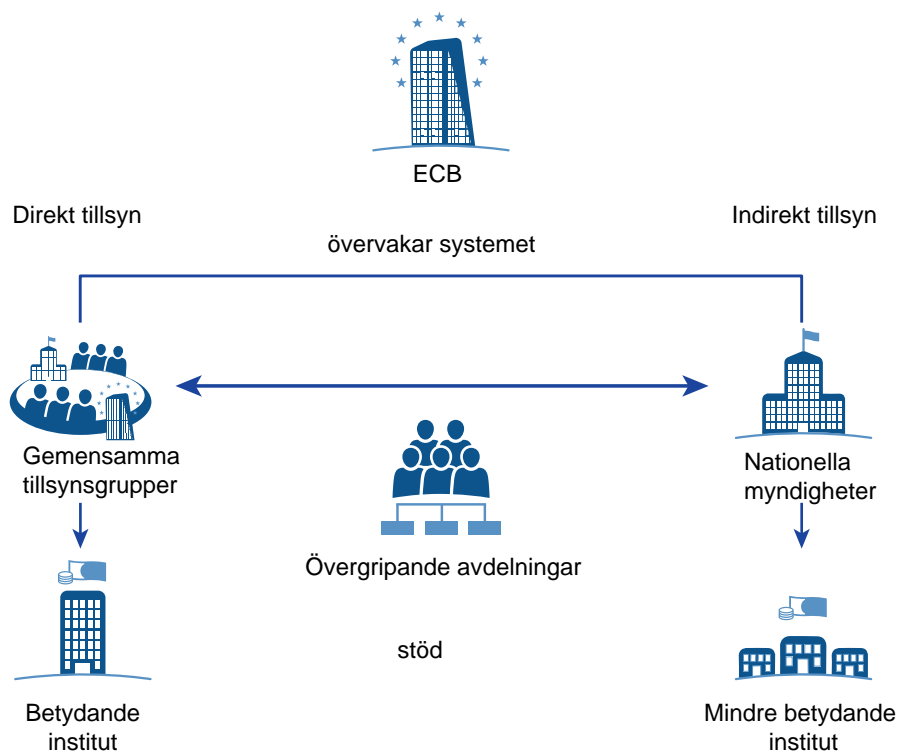 ECB
Direkt tillsyn
Indirekt tillsyn
övervakar systemet
Gemensamma
tillsynsgrupper
Nationella
myndigheter
Övergripande avdelningar
stöd
Betydande
institut
Mindre betydande
institut